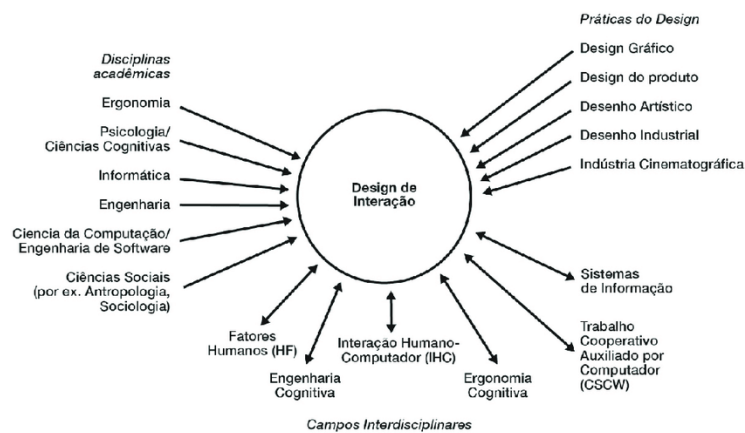 Disciplinas
acadêmicas
Ergonomia
Psicologia/
Ciências Cognitivas
Informática
Engenharia
Ciencia da Computação/
Engenharia de Software
Ciências Sociais
(por ex. Antropologia,
Sociologia)
Design de
Interação
Práticas do Design
Design Gráfico
Design do produto
Desenho Artístico
Desenho Industrial
Indústria Cinematográfica
Fatores
Humanos (HF)
Engenharia
Cognitiva
Interação Humano-
Computador (IHC)
Ergonomia
Cognitiva
Sistemas
de Informação
Trabalho
Cooperativo
Auxiliado por
Computador
(CSCW)
Campos Interdisciplinares